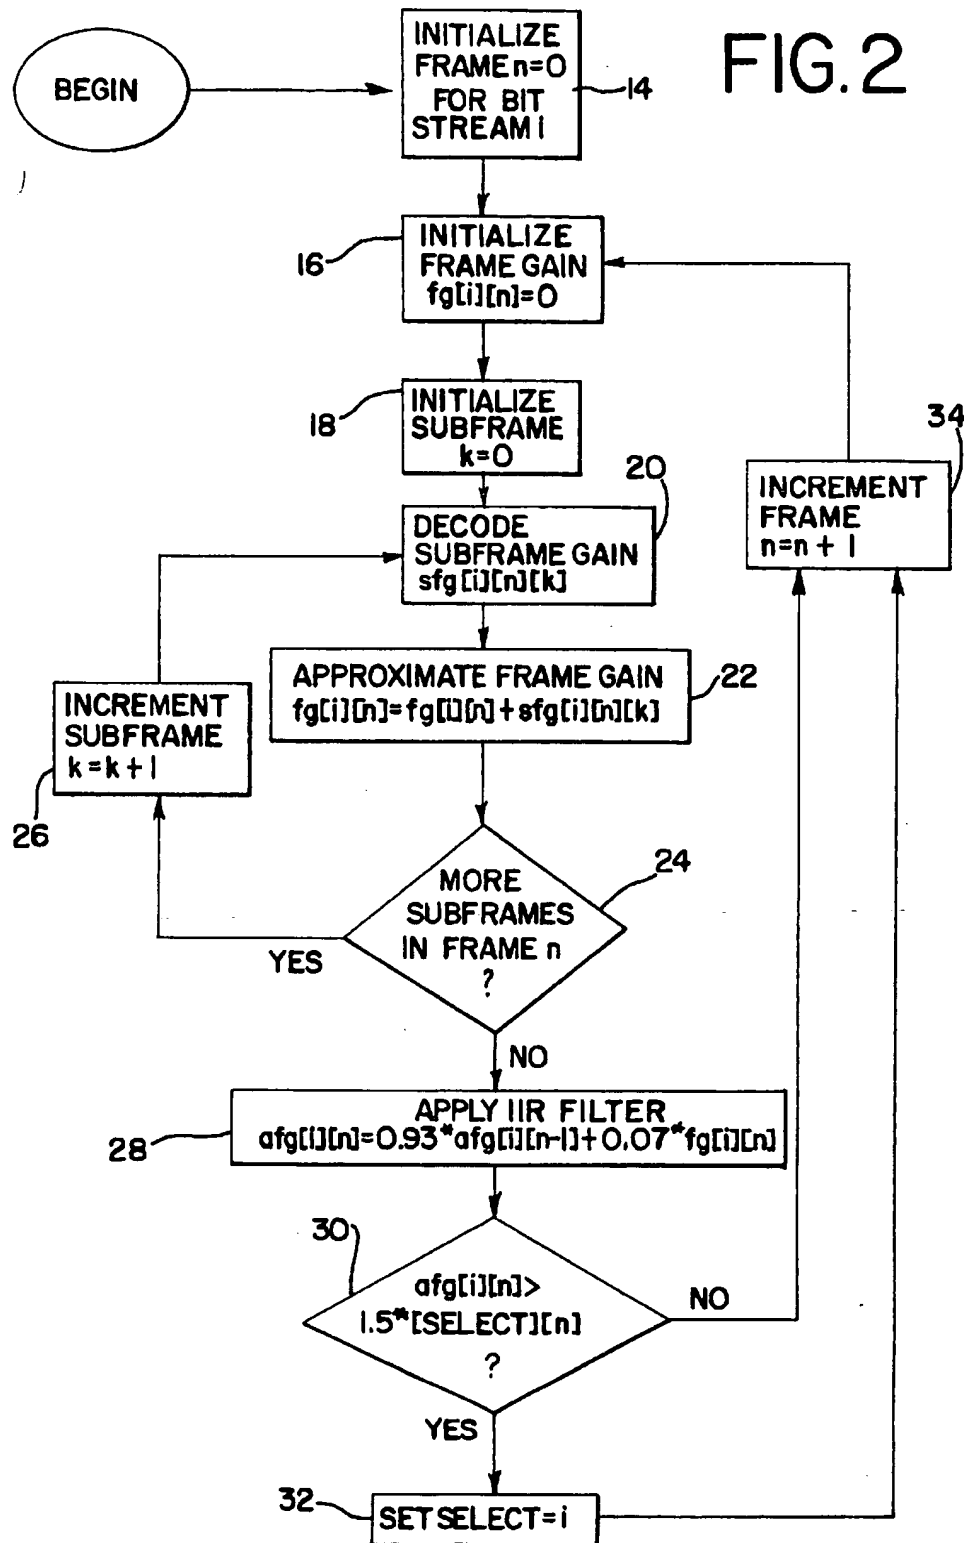 FIG. 2
BEGIN
INITIALIZE
FRAME n=0
FOR BIT
STREAM i
14
16
INITIALIZE
FRAME GAIN
fg[i][n]=0
18
INITIALIZE
SUBFRAME
k=0
20
DECODE
SUBFRAME GAIN
sfg[i][n][k]
34
INCREMENT
FRAME
n=n+1
APPROXIMATE FRAME GAIN
fg[i][n]=fg[i][n]+sfg[i][n][k]
22
INCREMENT
SUBFRAME
k=k+1
26
24
MORE
SUBFRAMES
IN FRAME n
?
YES
NO
28
APPLY IIR FILTER
afg[i][n]=0.93*afg[i][n-1]+0.07*fg[i][n]
30
afg[i][n]>
1.5*[SELECT][n]
?
NO
YES
32
SET SELECT=i